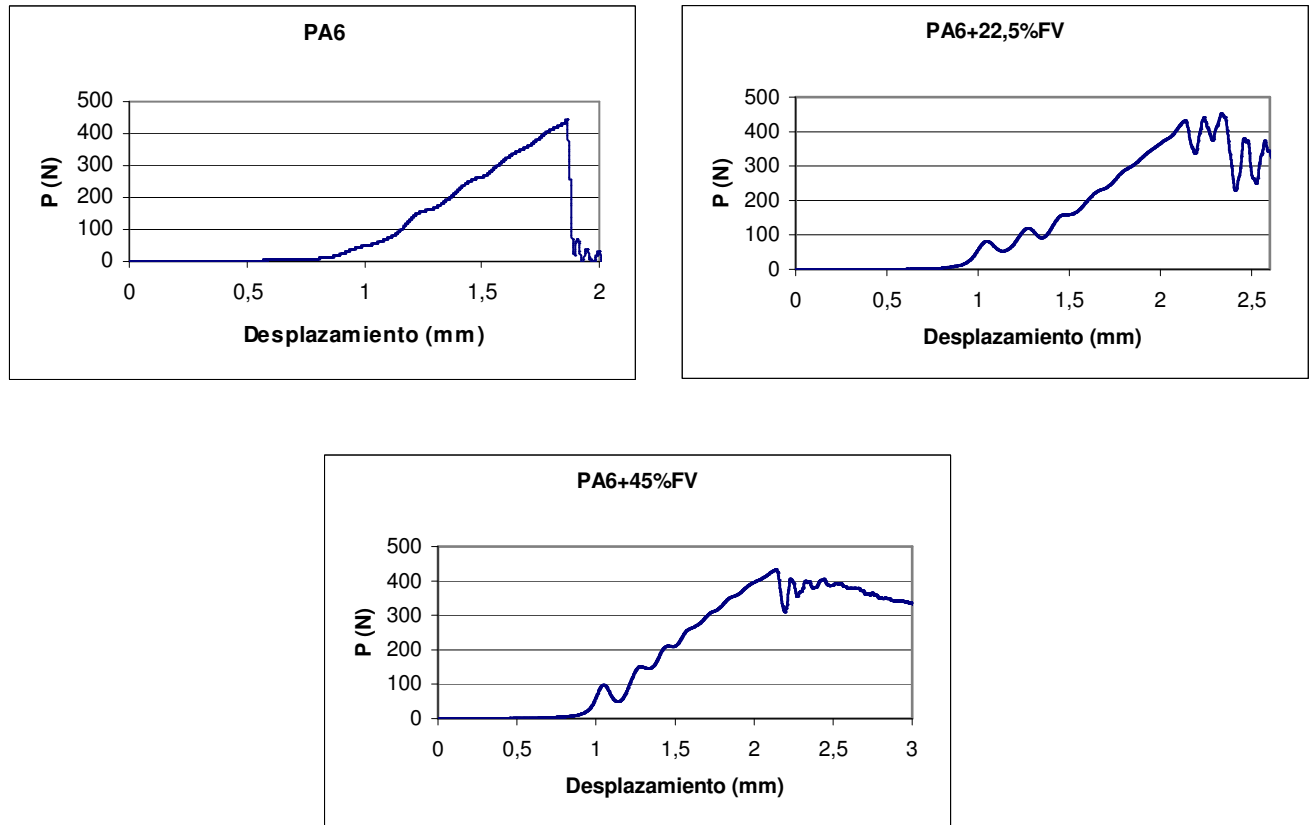 PA6
500
400
300
200
100
0
P (N)
0 0,5 1 1,5 2
Desplazamiento (mm)
PA6+22,5%FV
500
400
300
200
100
0
P (N)
0 0,5 1 1,5 2 2,5
Desplazamiento (mm)
PA6+45%FV
500
400
300
200
100
0
P (N)
0 0,5 1 1,5 2 2,5 3
Desplazamiento (mm)